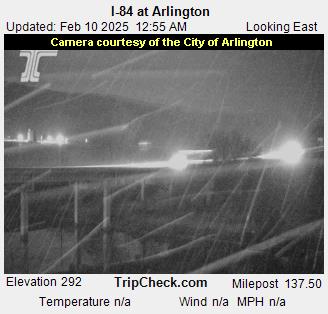 I-84 at Arlington
Updated: Feb 10 2025 12:55 AM Looking East
Camera courtesy of the City of Arlington
Elevation 292 TripCheck.com Milepost 137.50
Temperature n/a Wind n/a MPH n/a